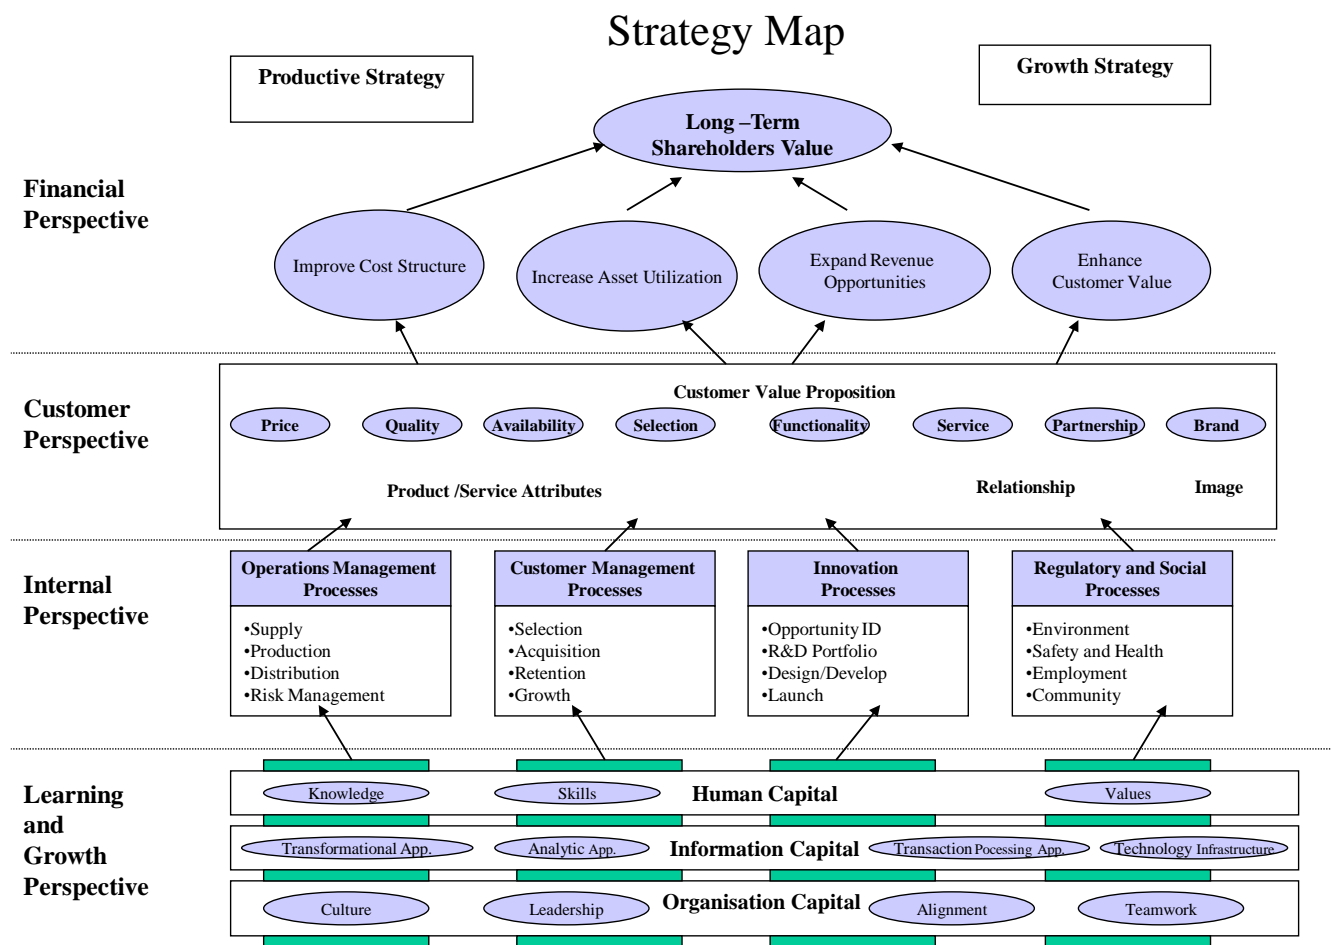 Strategy Map
Productive Strategy
Growth Strategy
Long –Term
Shareholders Value
Financial
Perspective
Improve Cost Structure
Increase Asset Utilization
Expand Revenue
Opportunities
Enhance
Customer Value
Customer
Perspective
Customer Value Proposition
Price
Quality
Availability
Selection
Functionality
Service
Partnership
Brand
Product /Service Attributes
Relationship
Image
Internal
Perspective
Operations Management
Processes
•Supply
•Production
•Distribution
•Risk Management
Customer Management
Processes
•Selection
•Acquisition
•Retention
•Growth
Innovation
Processes
•Opportunity ID
•R&D Portfolio
•Design/Develop
•Launch
Regulatory and Social
Processes
•Environment
•Safety and Health
•Employment
•Community
Learning
and
Growth
Perspective
Knowledge
Skills
Human Capital
Values
Transformational App.
Analytic App.
Information Capital
Transaction Pocessing App.
Technology Infrastructure
Culture
Leadership
Organisation Capital
Alignment
Teamwork